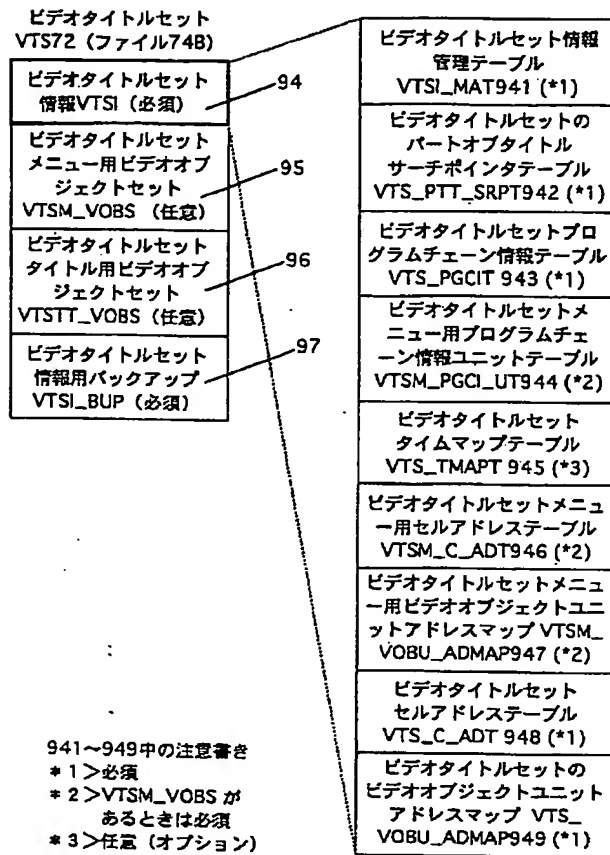 ビデオタイトルセット
VTS72（ファイル74B）
ビデオタイトルセット
情報VTSI（必須）
94
ビデオタイトルセット
メニュー用ビデオオブ
ジェクトセット
VTSM_VOBS （任意）
95
ビデオタイトルセット
タイトル用ビデオオブ
ジェクトセット
VTSTT_VOBS（任意）
96
ビデオタイトルセット
情報用バックアップ
VTSI_BUP（必須）
97
ビデオタイトルセット情報
管理テーブル
VTSI_MAT941 (*1)
ビデオタイトルセットの
パートオブタイトル
サーチポインタテーブル
VTS_PTT_SRPT942 (*1)
ビデオタイトルセットプロ
グラムチェーン情報テーブル
VTS_PGCIT 943 (*1)
ビデオタイトルセットメ
ニュー用プログラムチェ
ーン情報ユニットテーブル
VTSM_PGCI_UT944 (*2)
ビデオタイトルセット
タイムマップテーブル
VTS_TMAPT 945 (*3)
ビデオタイトルセットメニュ
ー用セルアドレステーブル
VTSM_C_ADT946 (*2)
ビデオタイトルセットメニュ
ー用ビデオオブジェクトユニ
ットアドレスマップ VTSM_
VOBU_ADMAP947 (*2)
ビデオタイトルセット
セルアドレステーブル
VTS_C_ADT 948 (*1)
ビデオタイトルセットの
ビデオオブジェクトユニット
アドレスマップ VTS_
VOBU_ADMAP949 (*1)
941～949中の注意書き
*1＞必須
*2＞VTSM_VOBS が
あるときは必須
*3＞任意（オプション）